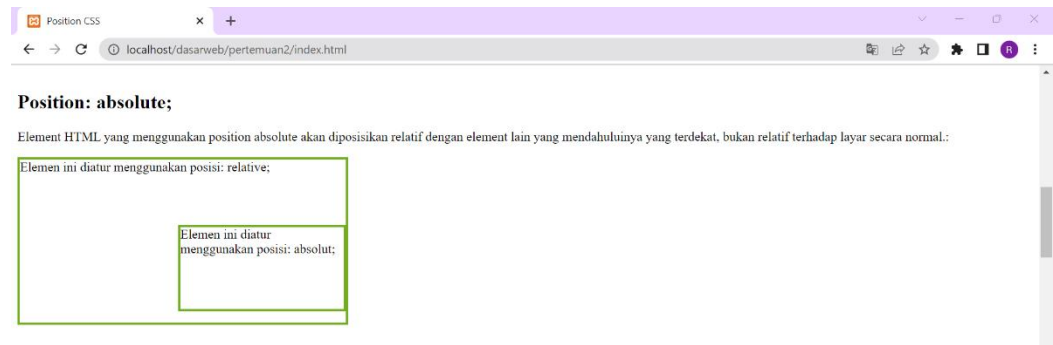 Position CSS
localhost/dasarweb/pertemuan2/index.html
R
Position: absolute;
Element HTML yang menggunakan position absolute akan diposisikan relatif dengan element lain yang mendahuluinya yang terdekat, bukan relatif terhadap layar secara normal.:
Elemen ini diatur menggunakan posisi: relative;
Elemen ini diatur
menggunakan posisi: absolut;